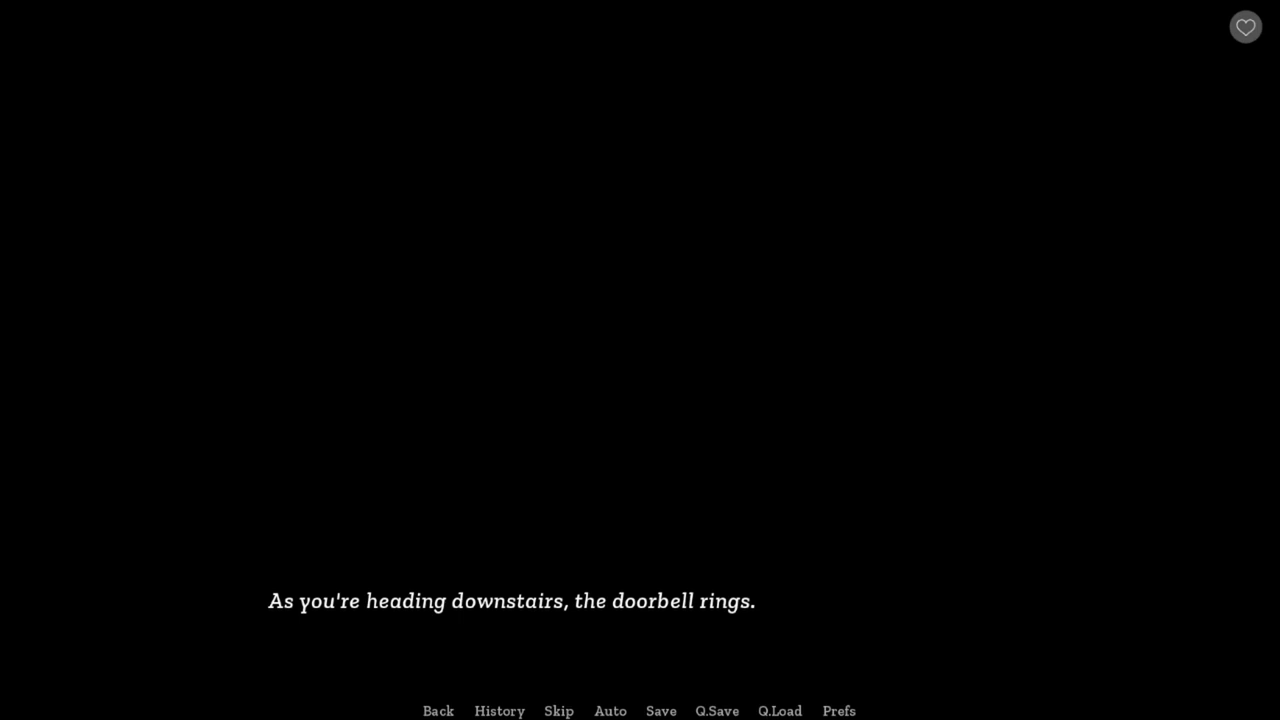 As you're heading downstairs, the doorbell rings.
Back History Skip Auto Save Q.Save Q.Load Prefs